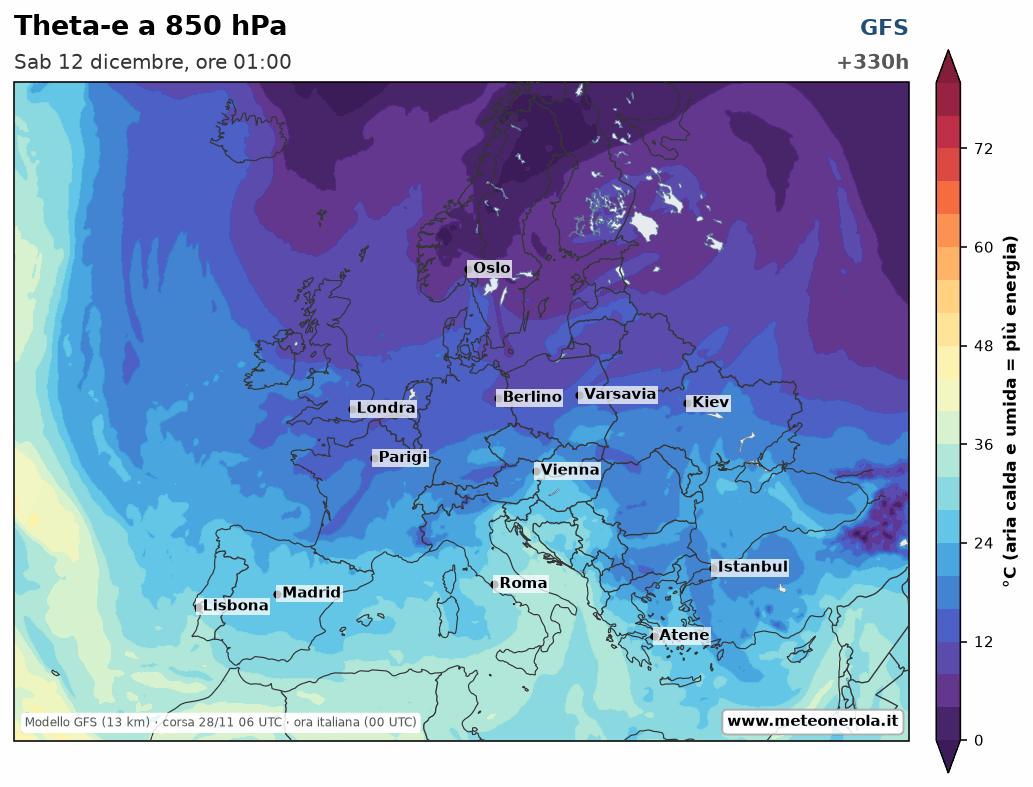 Theta-e a 850 hPa
GFS
Sab 12 dicembre, ore 01:00
+330h
72
60
48
36
24
12
0
°C (aria calda e umida = più energia)
Oslo
Londra
Berlino
Varsavia
Kiev
Parigi
Vienna
Istanbul
Roma
Madrid
Lisbona
Atene
Modello GFS (13 km) · corsa 28/11 06 UTC · ora italiana (00 UTC)
www.meteonerola.it